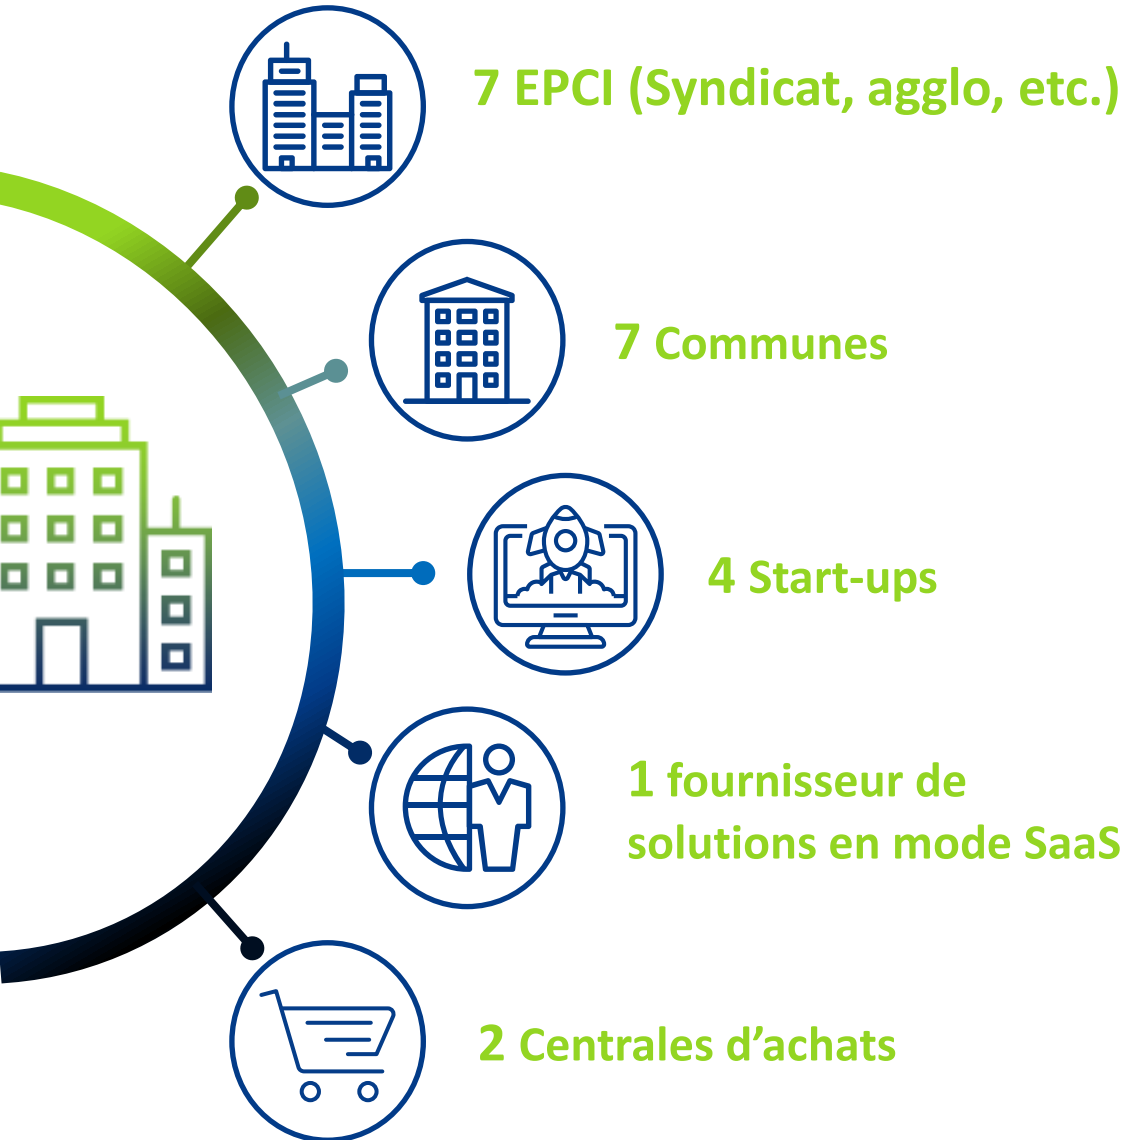 7 EPCI (Syndicat, agglo, etc.)
7 Communes
4 Start-ups
1 fournisseur de
solutions en mode SaaS
2 Centrales d’achats